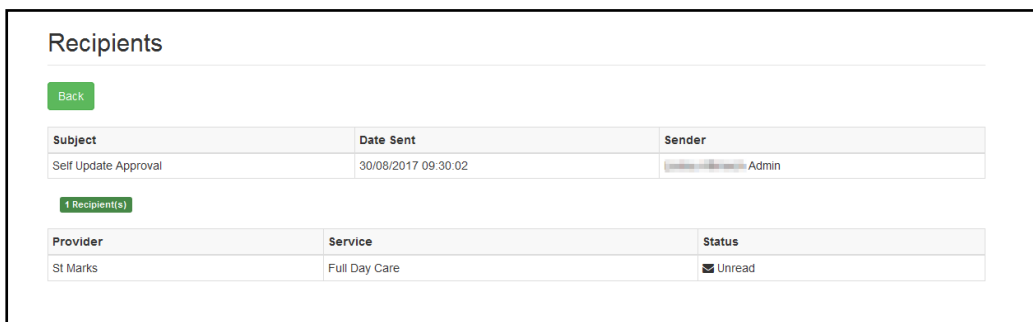 Recipients
Back
Subject Date Sent Sender
Self Update Approval 30/08/2017 09:30:02 Admin
1 Recipient(s)
Provider Service Status
St Marks Full Day Care Unread